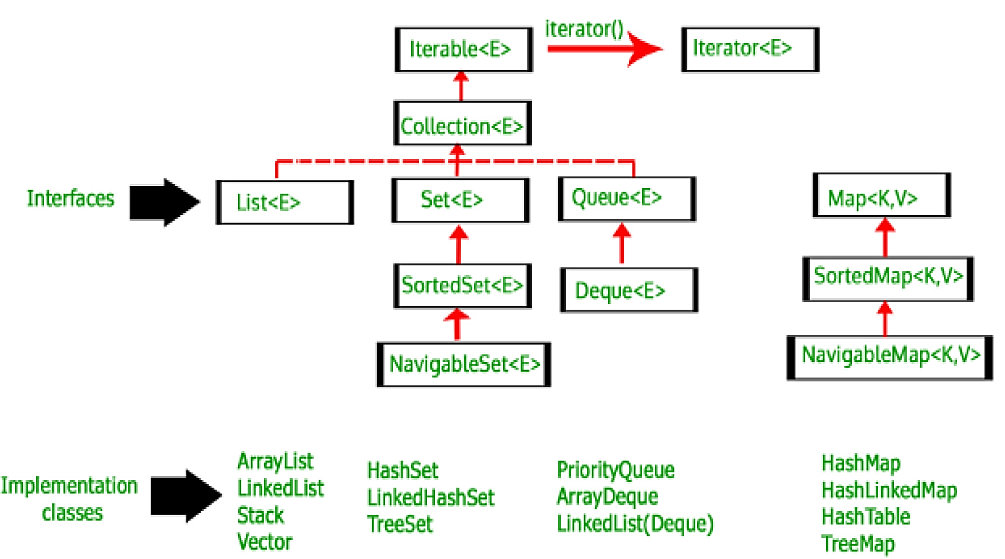 Iterable<E>
iterator()
Iterator<E>
Collection<E>
Interfaces
List<E>
Set<E>
Queue<E>
Map<K,V>
SortedSet<E>
Deque<E>
SortedMap<K,V>
NavigableSet<E>
NavigableMap<K,V>
Implementation
classes
ArrayList
LinkedList
Stack
Vector
HashSet
LinkedHashSet
TreeSet
PriorityQueue
ArrayDeque
LinkedList(Deque)
HashMap
HashLinkedMap
HashTable
TreeMap